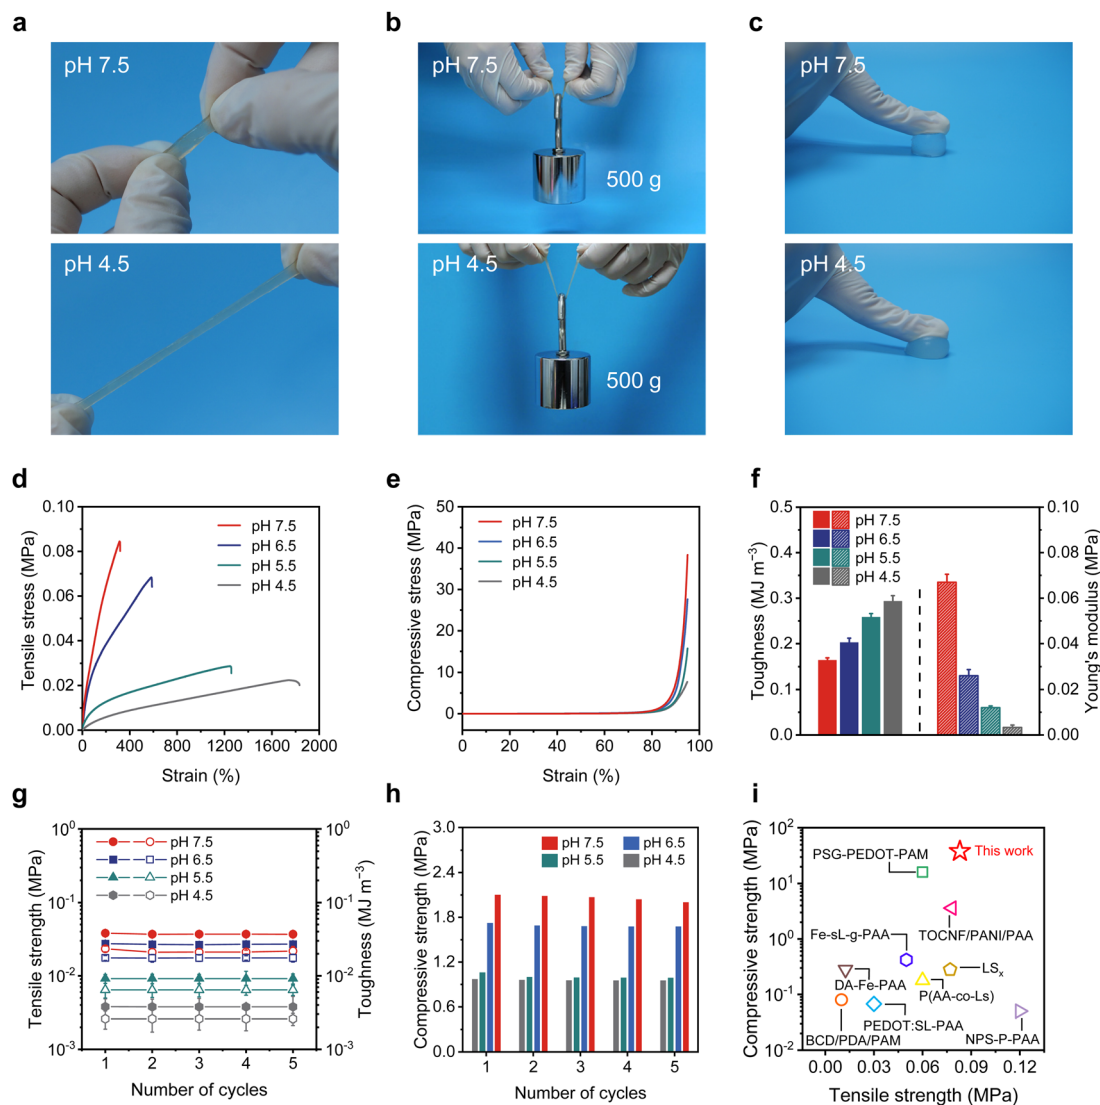 a
b
c
pH 7.5
pH 7.5
500 g
pH 7.5
pH 4.5
pH 4.5
500 g
pH 4.5
d
Tensile stress (MPa)
0.10
0.08
0.06
0.04
0.02
0.00
pH 7.5
pH 6.5
pH 5.5
pH 4.5
0 400 800 1200 1600 2000
Strain (%)
e
Compressive stress (MPa)
50
40
30
20
10
0
pH 7.5
pH 6.5
pH 5.5
pH 4.5
0 20 40 60 80 100
Strain (%)
f
Toughness (MJ m−3)
0.5
0.4
0.3
0.2
0.1
0.0
pH 7.5
pH 6.5
pH 5.5
pH 4.5
0.10
0.08
0.06
0.04
0.02
0.00
Young's modulus (MPa)
g
Tensile strength (MPa)
10^0
10^-1
10^-2
10^-3
pH 7.5
pH 6.5
pH 5.5
pH 4.5
10^0
10^-1
10^-2
10^-3
Toughness (MJ m−3)
1 2 3 4 5
Number of cycles
h
Compressive strength (MPa)
3.0
2.4
1.8
1.2
0.6
0.0
pH 7.5 pH 6.5
pH 5.5 pH 4.5
1 2 3 4 5
Number of cycles
i
Compressive strength (MPa)
10^2
10^1
10^0
10^-1
10^-2
PSG-PEDOT-PAM
This work
TOCNF/PANI/PAA
Fe-sL-g-PAA
LSx
DA-Fe-PAA
P(AA-co-Ls)
PEDOT:SL-PAA
BCD/PDA/PAM
NPS-P-PAA
0.00 0.03 0.06 0.09 0.12
Tensile strength (MPa)